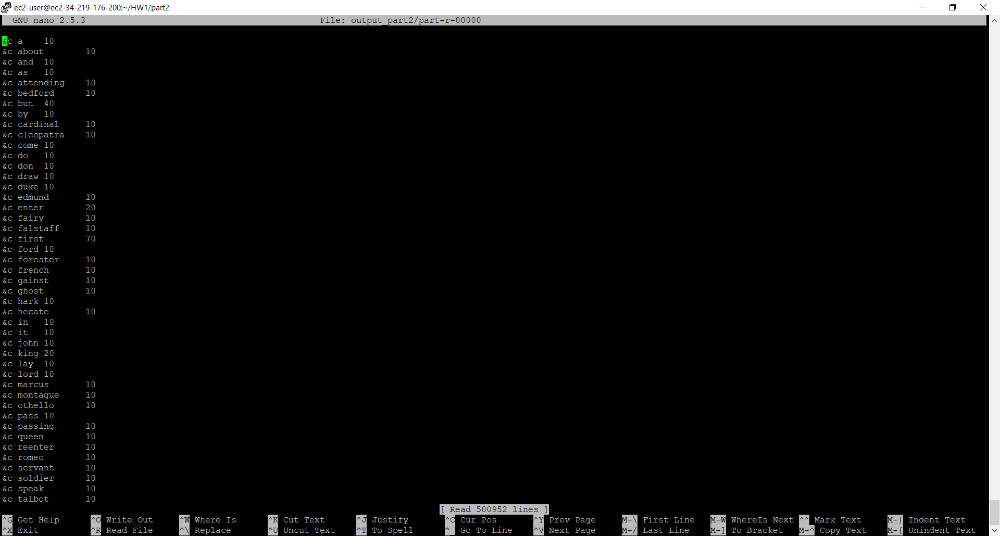 ec2-user@ec2-34-219-176-200:~/HW1/part2
GNU nano 2.5.3 File: output_part2/part-r-00000
&c a 10
&c about 10
&c and 10
&c as 10
&c attending 10
&c bedford 10
&c but 40
&c by 10
&c cardinal 10
&c cleopatra 10
&c come 10
&c do 10
&c don 10
&c draw 10
&c duke 10
&c edmund 10
&c enter 20
&c fairy 10
&c falstaff 10
&c first 70
&c ford 10
&c forester 10
&c french 10
&c gainst 10
&c ghost 10
&c hark 10
&c hecate 10
&c in 10
&c it 10
&c john 10
&c king 20
&c lay 10
&c lord 10
&c marcus 10
&c montague 10
&c othello 10
&c pass 10
&c passing 10
&c queen 10
&c reenter 10
&c romeo 10
&c servant 10
&c soldier 10
&c speak 10
&c talbot 10
[ Read 500952 lines ]
^G Get Help ^O Write Out ^W Where Is ^K Cut Text ^J Justify ^C Cur Pos ^Y Prev Page M-\ First Line M-W WhereIs Next ^^ Mark Text M-} Indent Text
^X Exit ^R Read File ^\ Replace ^U Uncut Text ^T To Spell ^_ Go To Line ^V Next Page M-/ Last Line M-] To Bracket M-^ Copy Text M-{ Unindent Text